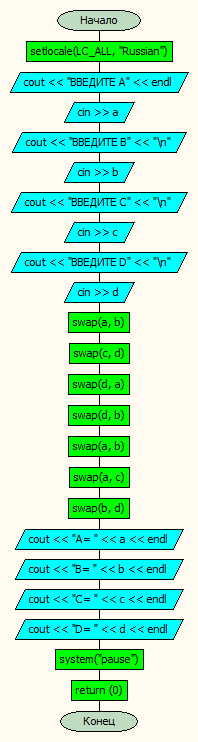 Начало
setlocale(LC_ALL, "Russian")
cout << "ВВЕДИТЕ A" << endl
cin >> a
cout << "ВВЕДИТЕ B" << "\n"
cin >> b
cout << "ВВЕДИТЕ C" << "\n"
cin >> c
cout << "ВВЕДИТЕ D" << "\n"
cin >> d
swap(a, b)
swap(c, d)
swap(d, a)
swap(d, b)
swap(a, b)
swap(a, c)
swap(b, d)
cout << "A= " << a << endl
cout << "B= " << b << endl
cout << "C= " << c << endl
cout << "D= " << d << endl
system("pause")
return (0)
Конец